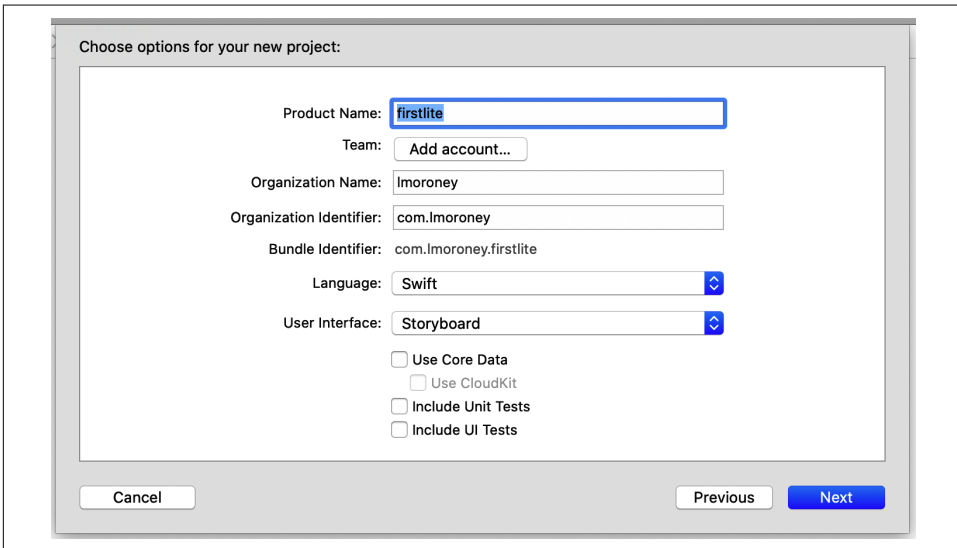 Choose options for your new project:
Product Name: firstlite
Team: Add account...
Organization Name: lmoroney
Organization Identifier: com.lmoroney
Bundle Identifier: com.lmoroney.firstlite
Language: Swift
User Interface: Storyboard
Use Core Data
Use CloudKit
Include Unit Tests
Include UI Tests
Cancel Previous Next